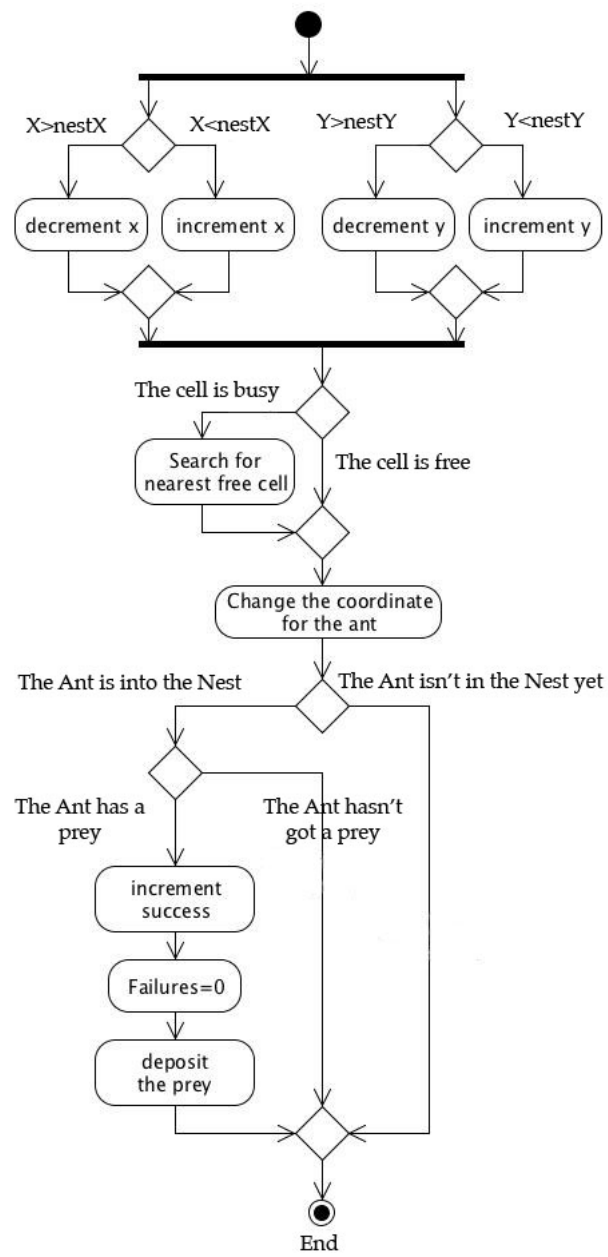 X>nestX
X<nestX
Y>nestY
Y<nestY
decrement x
increment x
decrement y
increment y
The cell is busy
Search for
nearest free cell
The cell is free
Change the coordinate
for the ant
The Ant is into the Nest
The Ant isn't in the Nest yet
The Ant has a
prey
The Ant hasn't
got a prey
increment
success
Failures=0
deposit
the prey
End